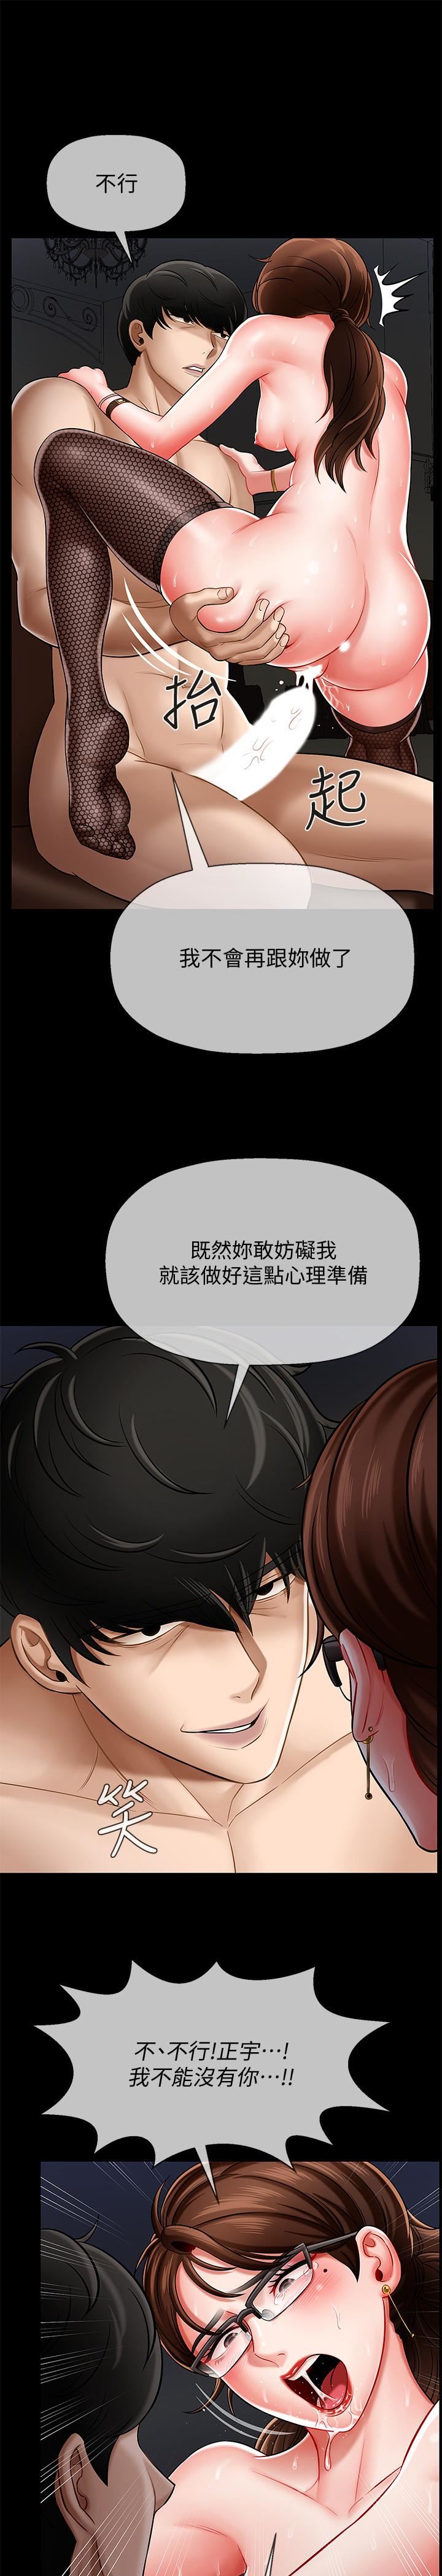 不行
抬
起
我不會再跟妳做了
既然妳敢妨礙我
就該做好這點心理準備
笑
不、不行!正宇…!
我不能沒有你…!!